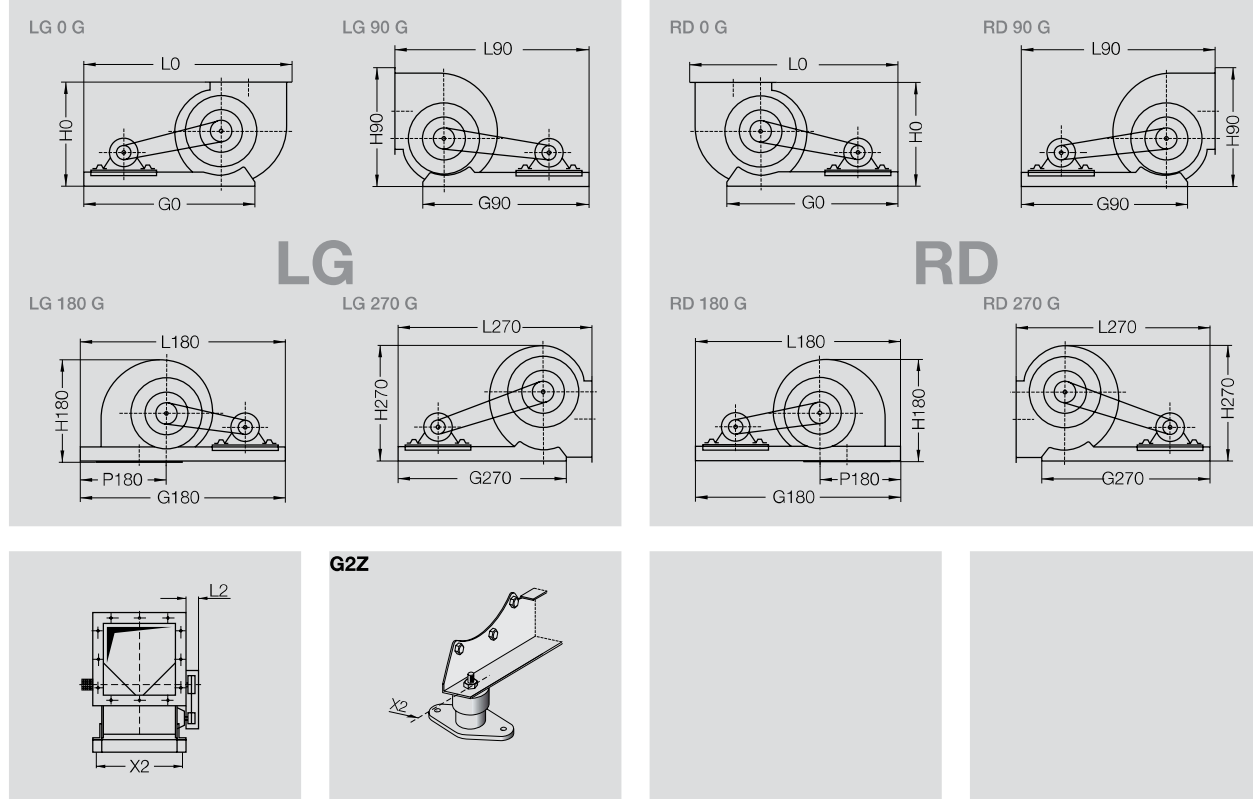 LG 0 G
L0
H0
G0
LG 90 G
L90
H90
G90
LG
LG 180 G
L180
H180
P180
G180
LG 270 G
L270
H270
G270
RD 0 G
L0
H0
G0
RD 90 G
L90
H90
G90
RD
RD 180 G
L180
H180
P180
G180
RD 270 G
L270
H270
G270
L2
X2
G2Z
X2